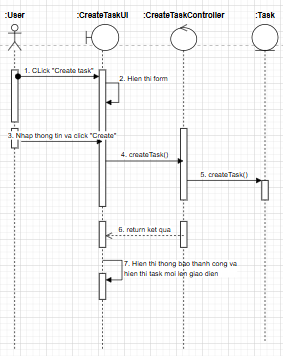 :User
:CreateTaskUI
:CreateTaskController
:Task
1. CLick "Create task"
2. Hien thi form
3. Nhap thong tin va click "Create"
4. createTask()
5. createTask()
6. return ket qua
7. Hien thi thong bao thanh cong va
hien thi task moi len giao dien